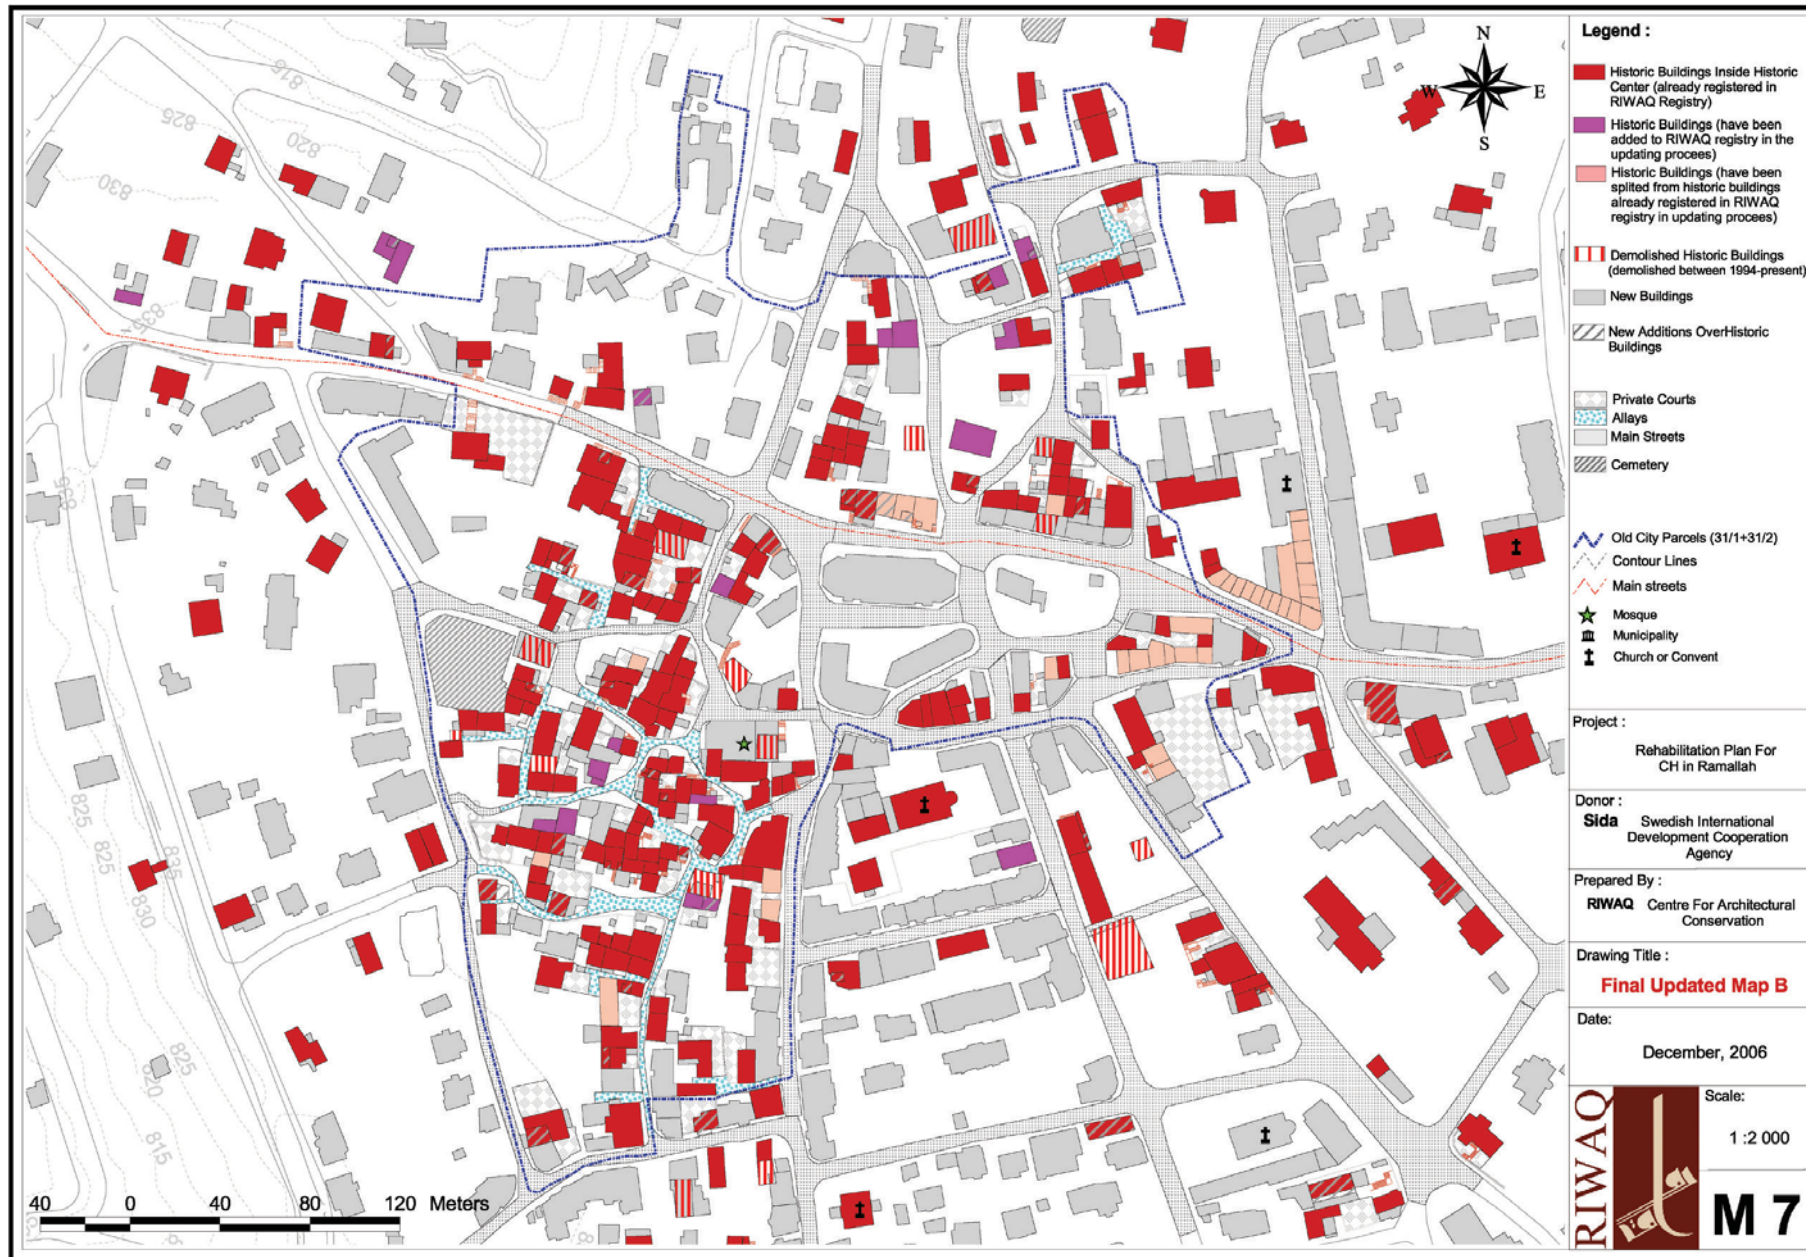 Legend :
Historic Buildings Inside Historic
Center (already registered in
RIWAQ Registry)
Historic Buildings (have been
added to RIWAQ registry in the
updating procees)
Historic Buildings (have been
splited from historic buildings
already registered in RIWAQ
registry in updating procees)
Demolished Historic Buildings
(demolished between 1994-present)
New Buildings
New Additions OverHistoric
Buildings
Private Courts
Allays
Main Streets
Cemetery
Old City Parcels (31/1+31/2)
Contour Lines
Main streets
Mosque
Municipality
Church or Convent
Project :
Rehabilitation Plan For
CH in Ramallah
Donor :
Sida Swedish International
Development Cooperation
Agency
Prepared By :
RIWAQ Centre For Architectural
Conservation
Drawing Title :
Final Updated Map B
Date:
December, 2006
RIWAQ
Scale:
1 :2 000
M 7
N
W E
S
815
825
820
830
835
835
825
825
830
825
820
815
40 0 40 80 120 Meters